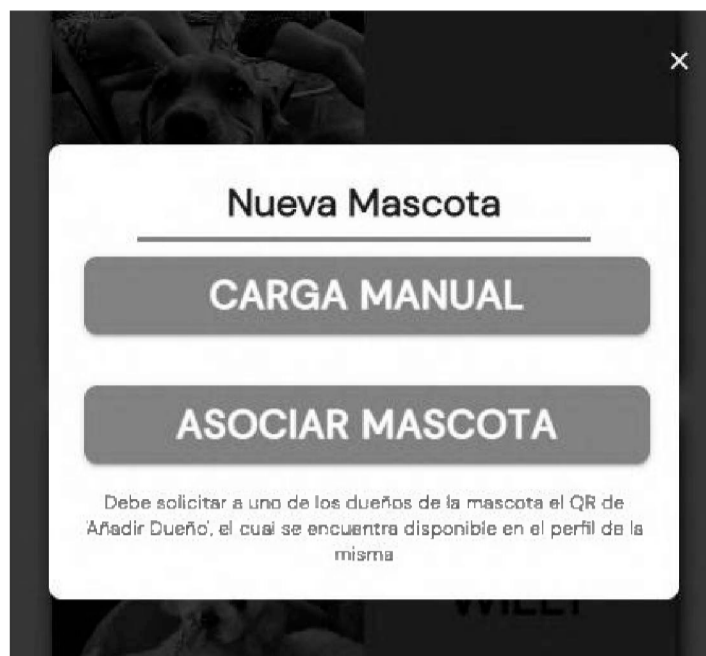 Nueva Mascota
CARGA MANUAL
ASOCIAR MASCOTA
Debe solicitar a uno de los dueños de la mascota el QR de
'Añadir Dueño', el cual se encuentra disponible en el perfil de la
misma